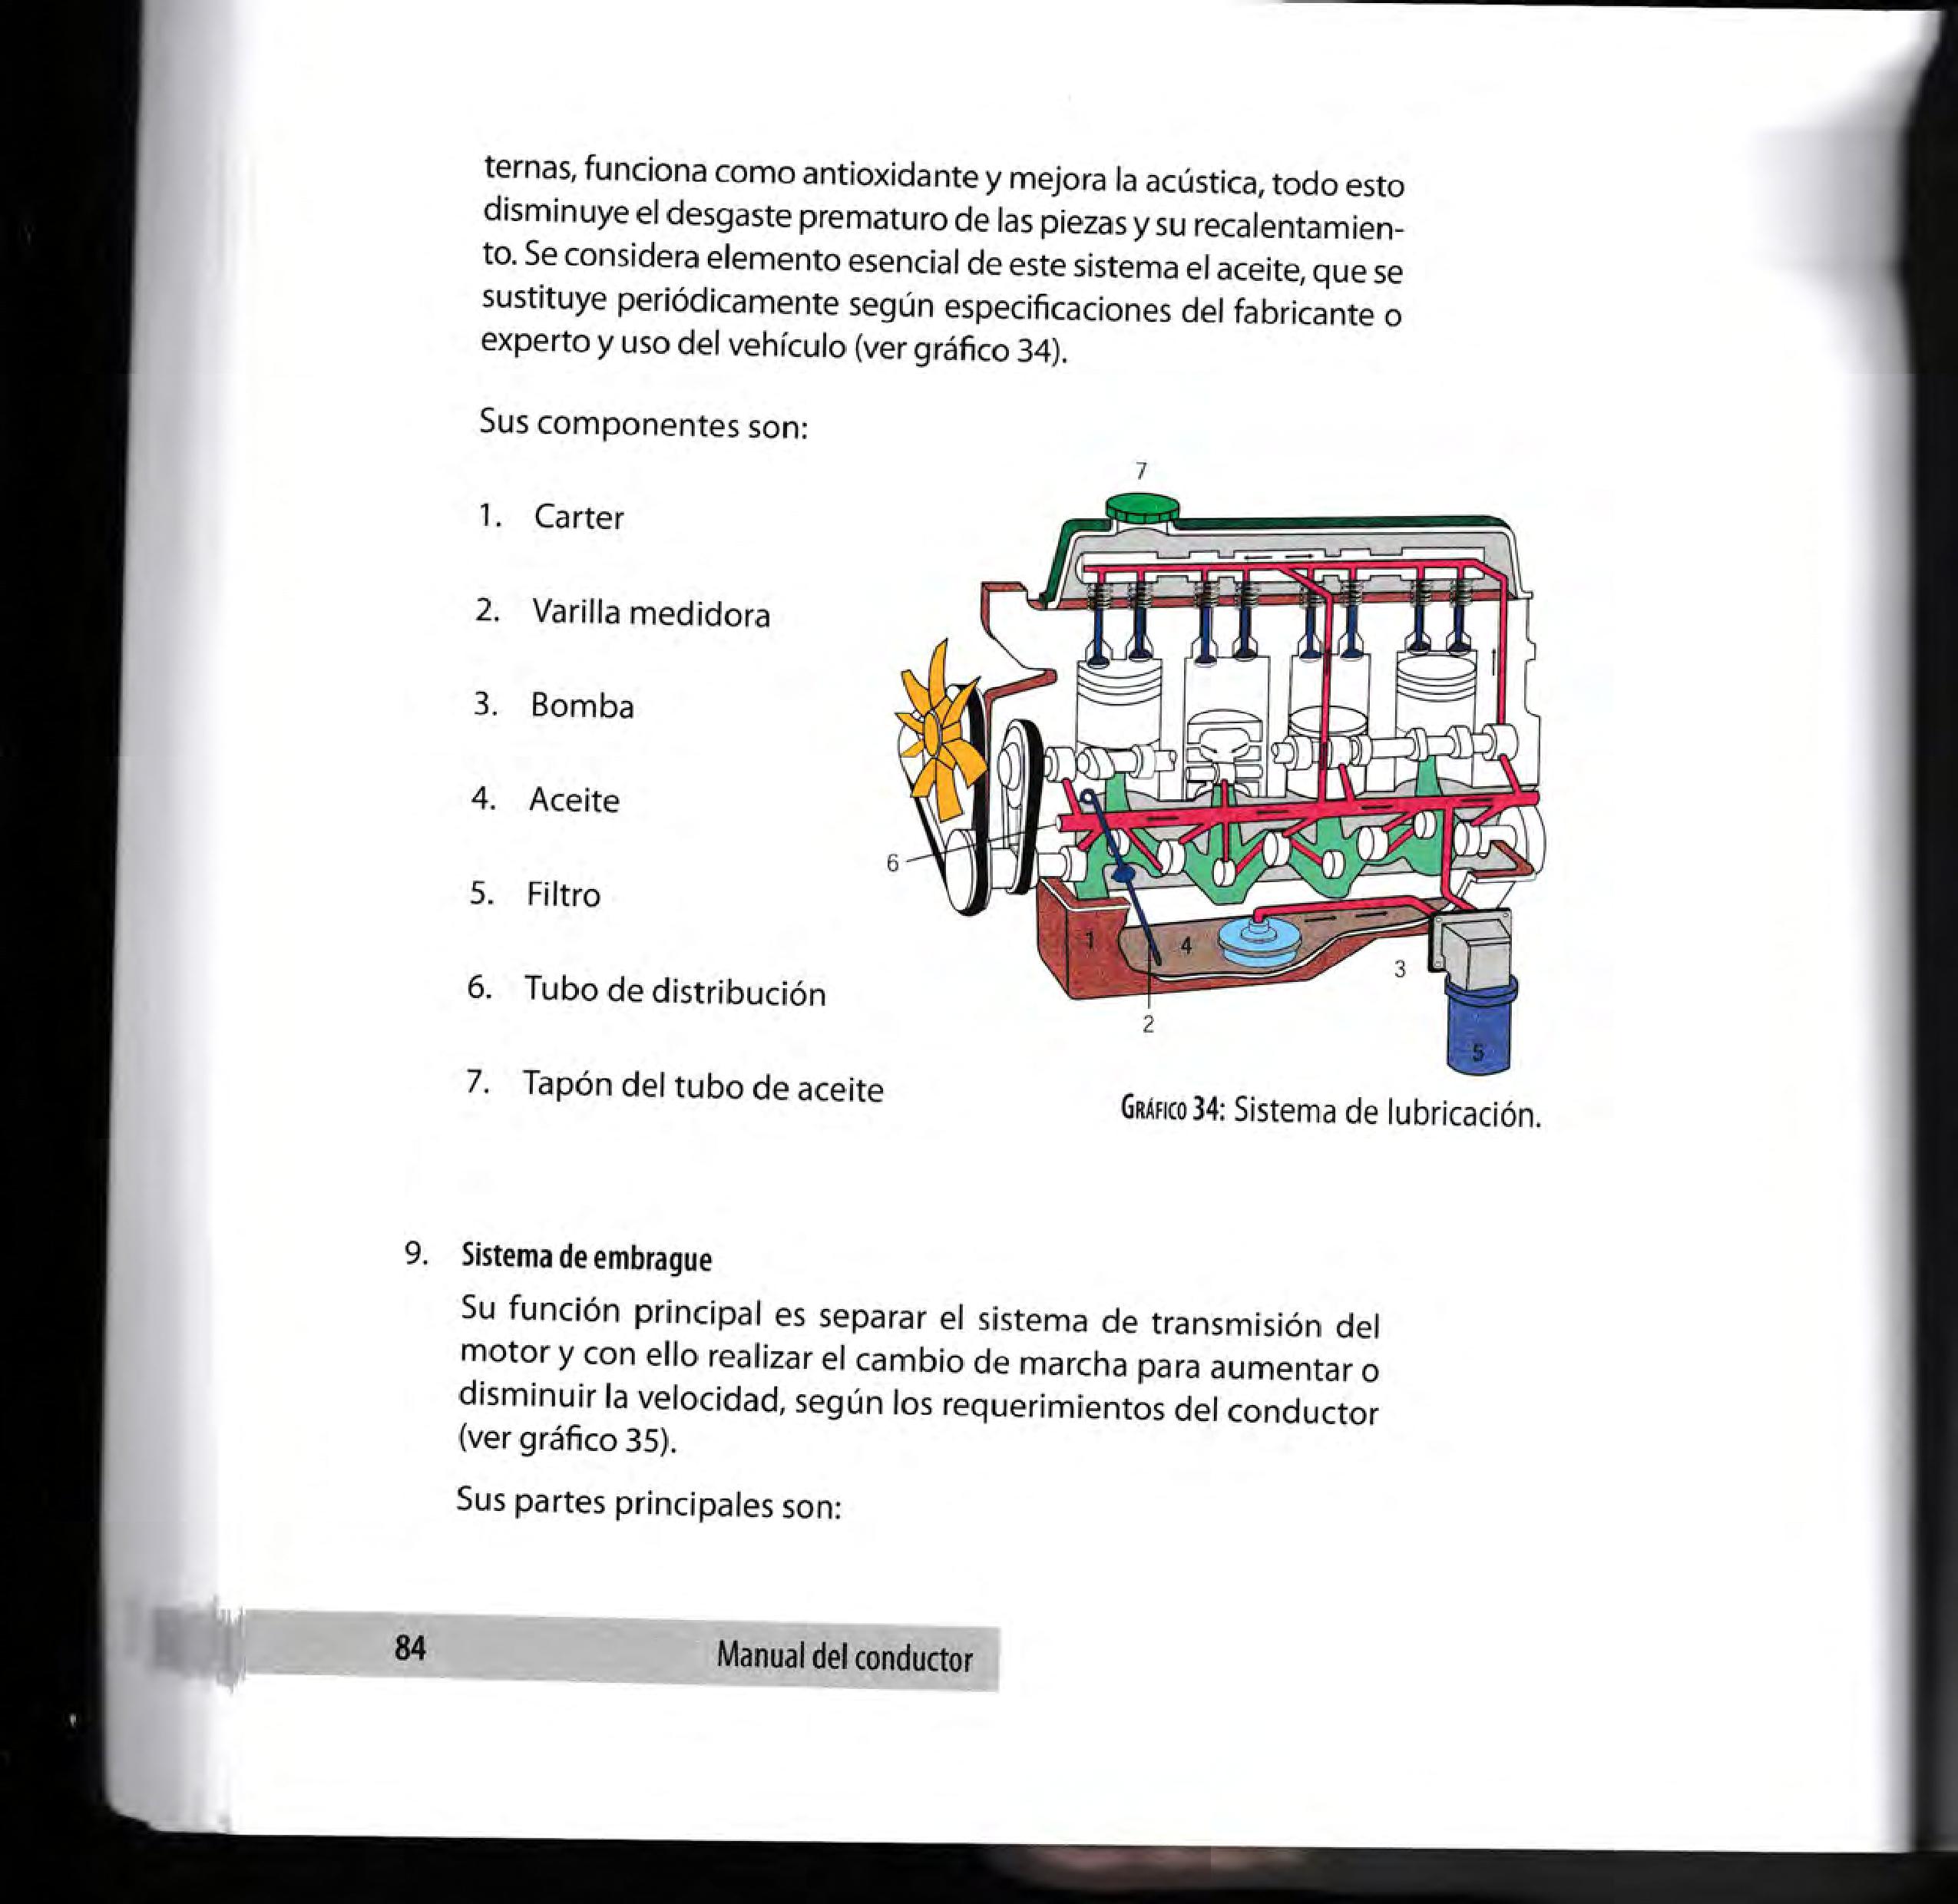 ternas, funciona como antioxidante y mejora la acústica, todo esto
disminuye el desgaste prematuro de las piezas y su recalentamien-
to. Se considera elemento esencial de este sistema el aceite, que se
sustituye periódicamente según especificaciones del fabricante o
experto y uso del vehículo (ver gráfico 34).
Sus componentes son:
1. Carter
2. Varilla medidora
3. Bomba
4. Aceite
5. Filtro
6. Tubo de distribución
7. Tapón del tubo de aceite
7
6
1
4
3
2
5
GRÁFICO 34: Sistema de lubricación.
9. Sistema de embrague
Su función principal es separar el sistema de transmisión del
motor y con ello realizar el cambio de marcha para aumentar o
disminuir la velocidad, según los requerimientos del conductor
(ver gráfico 35).
Sus partes principales son:
84 Manual del conductor